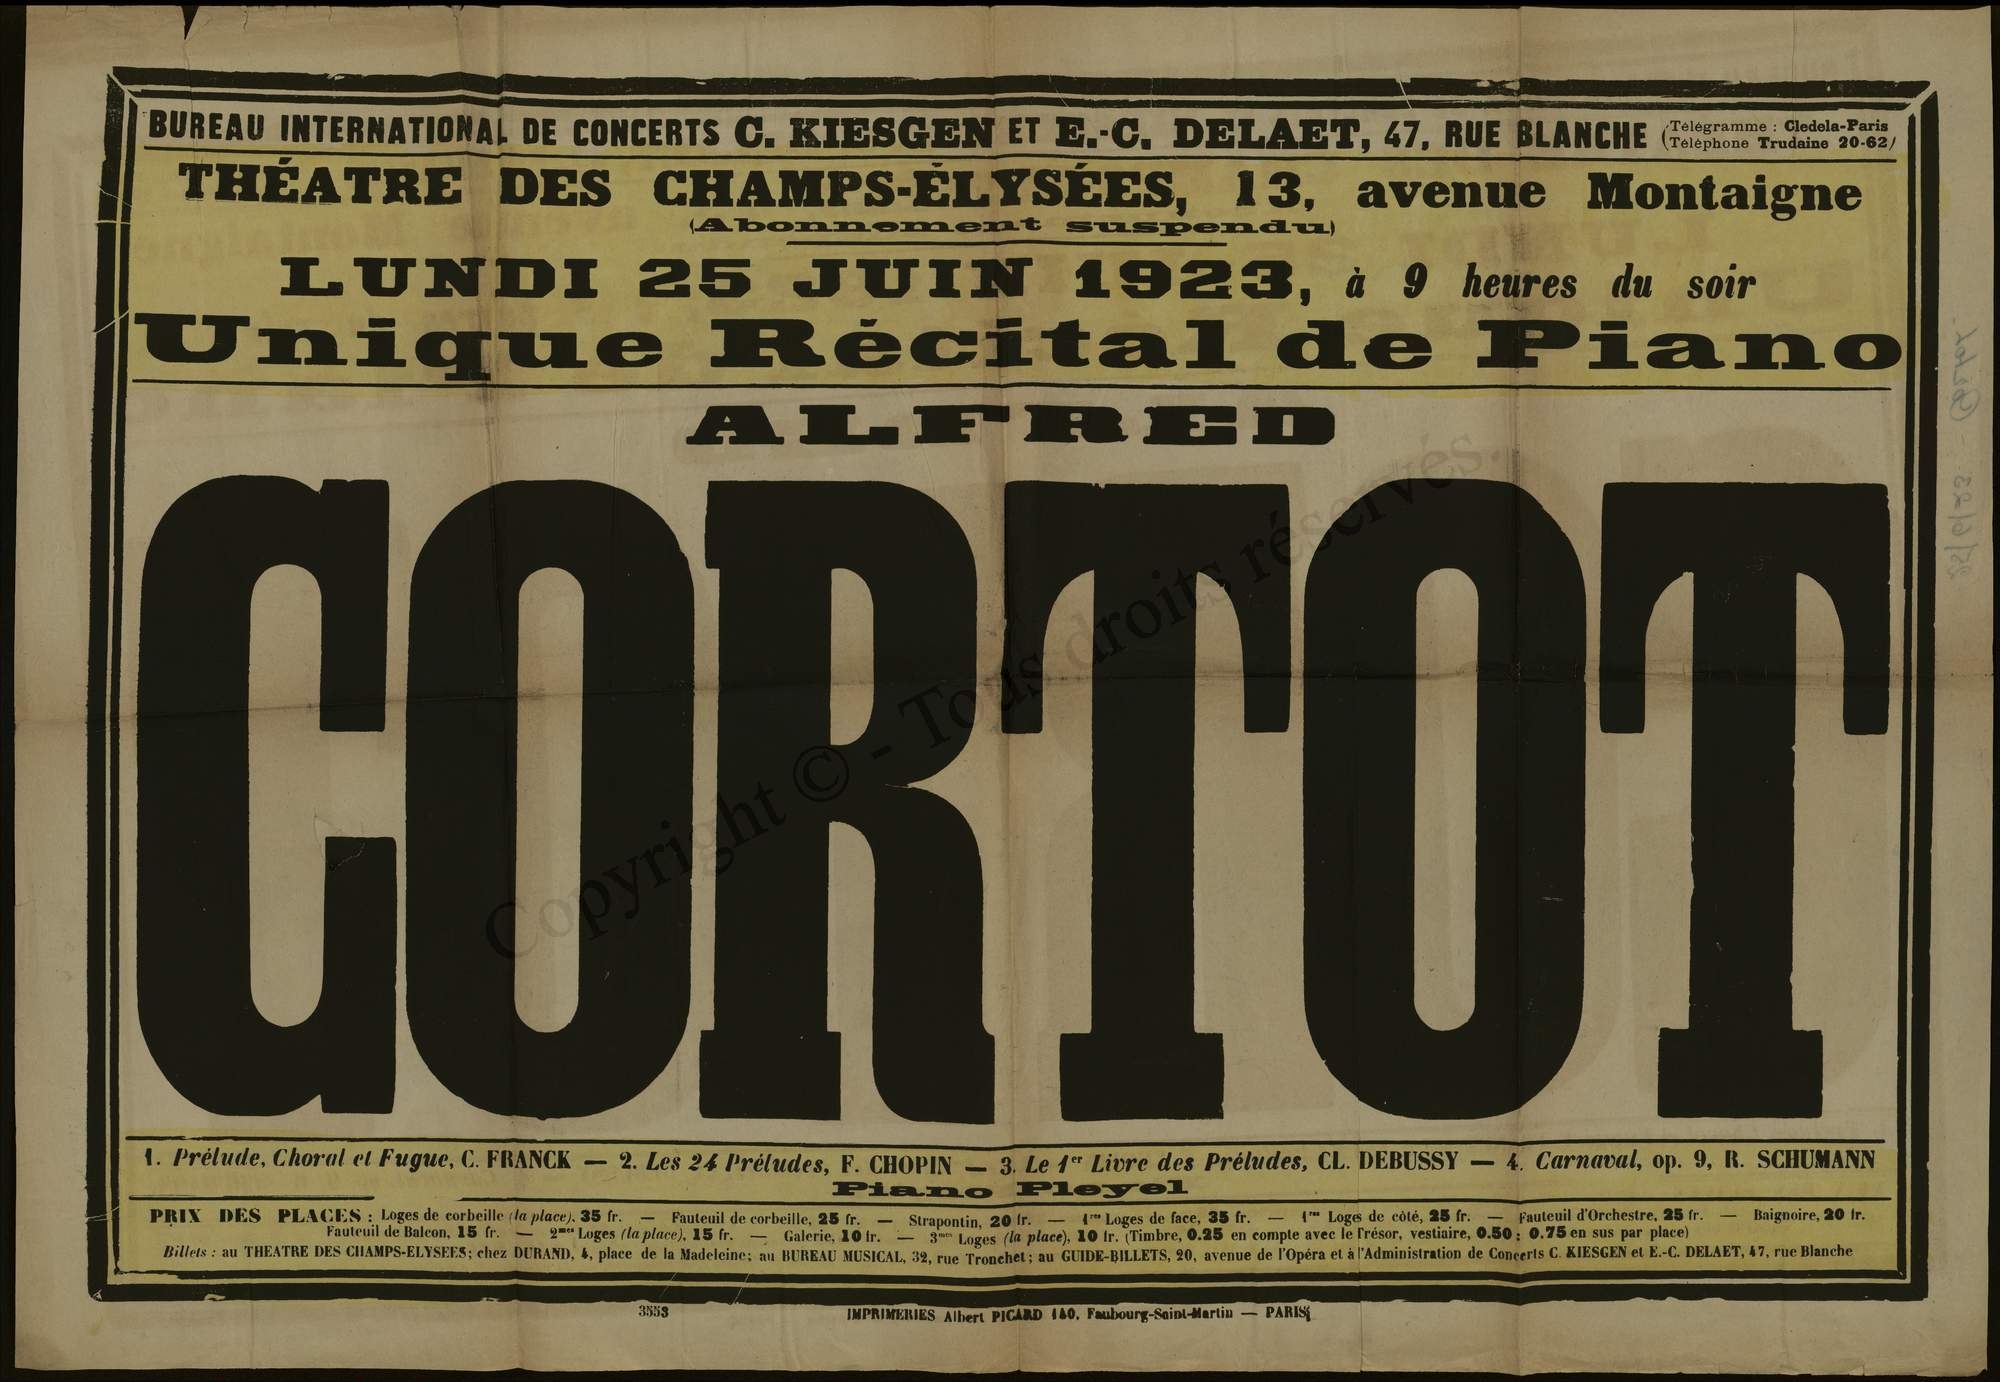 BUREAU INTERNATIONAL DE CONCERTS C. KIESGEN ET E.-C. DELAET, 47, RUE BLANCHE (Télégramme : Cledela-Paris
Téléphone Trudaine 20-62)
THÉATRE DES CHAMPS-ÉLYSÉES, 13, avenue Montaigne
(Abonnement suspendu)
LUNDI 25 JUIN 1923, à 9 heures du soir
Unique Récital de Piano
ALFRED
CORTOT
1. Prélude, Choral et Fugue, C. FRANCK — 2. Les 24 Préludes, F. CHOPIN — 3. Le 1er Livre des Préludes, CL. DEBUSSY — 4. Carnaval, op. 9, R. SCHUMANN
Piano Pleyel
PRIX DES PLACES : Loges de corbeille (la place), 35 fr. — Fauteuil de corbeille, 25 fr. — Strapontin, 20 fr. — 1res Loges de face, 35 fr. — 1res Loges de côté, 25 fr. — Fauteuil d'Orchestre, 25 fr. — Baignoire, 20 fr.
Fauteuil de Balcon, 15 fr. — 2mes Loges (la place), 15 fr. — Galerie, 10 fr. — 3mes Loges (la place), 10 fr. (Timbre, 0.25 en compte avec le Trésor, vestiaire, 0.50 ; 0.75 en sus par place)
Billets : au THEATRE DES CHAMPS-ELYSEES; chez DURAND, 4, place de la Madeleine; au BUREAU MUSICAL, 32, rue Tronchet ; au GUIDE-BILLETS, 20, avenue de l'Opéra et à l'Administration de Concerts C. KIESGEN et E.-C. DELAET, 47, rue Blanche
3553 IMPRIMERIES Albert PICARD 140, Faubourg-Saint-Martin — PARIS
25/6/23 - Cortot
Copyright © - Tous droits réservés.